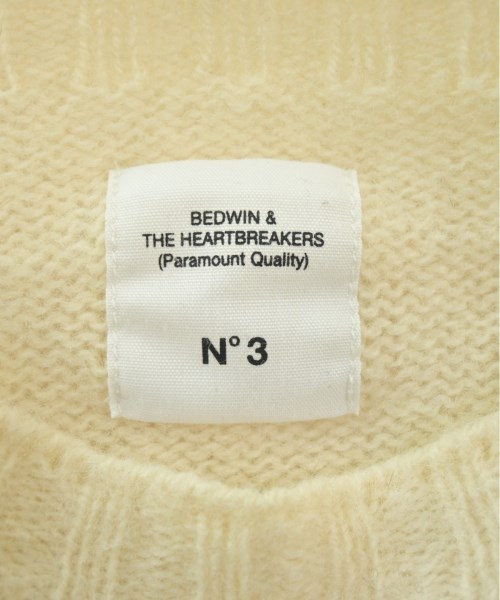 BEDWIN &
THE HEARTBREAKERS
(Paramount Quality)
N° 3